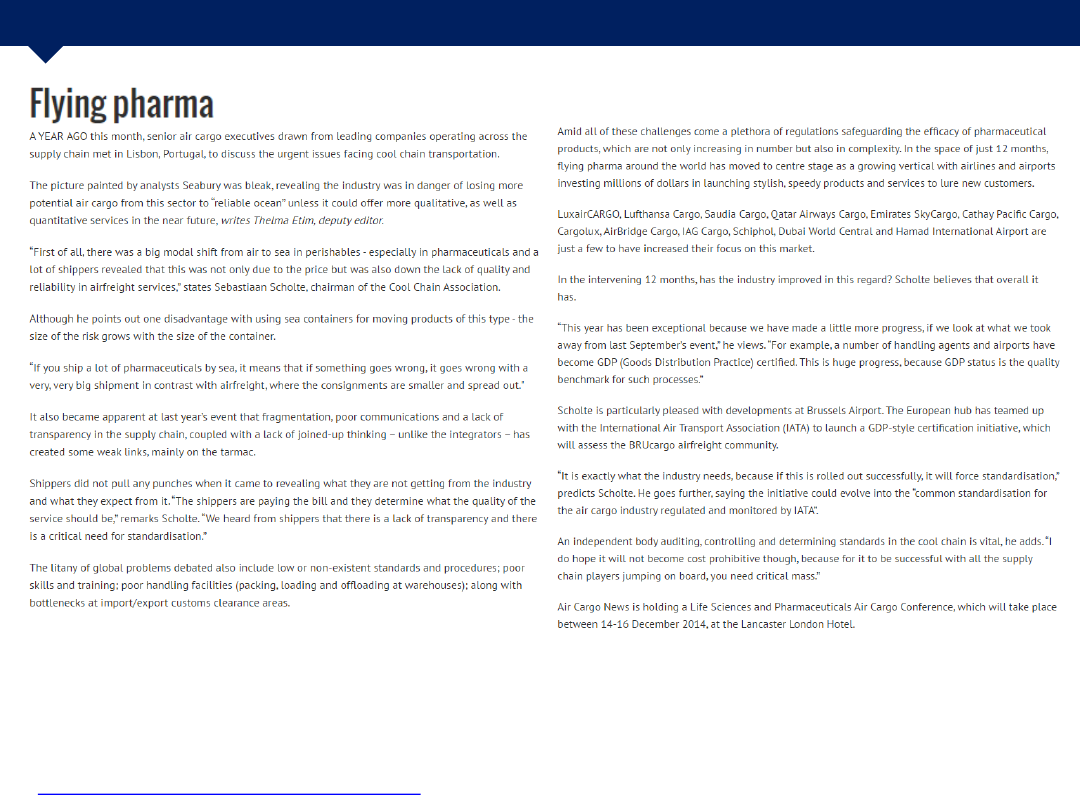 Flying pharma
A YEAR AGO this month, senior air cargo executives drawn from leading companies operating across the
supply chain met in Lisbon, Portugal, to discuss the urgent issues facing cool chain transportation.
The picture painted by analysts Seabury was bleak, revealing the industry was in danger of losing more
potential air cargo from this sector to “reliable ocean” unless it could offer more qualitative, as well as
quantitative services in the near future, writes Thelma Etim, deputy editor.
“First of all, there was a big modal shift from air to sea in perishables - especially in pharmaceuticals and a
lot of shippers revealed that this was not only due to the price but was also down the lack of quality and
reliability in airfreight services,” states Sebastiaan Scholte, chairman of the Cool Chain Association.
Although he points out one disadvantage with using sea containers for moving products of this type - the
size of the risk grows with the size of the container.
“If you ship a lot of pharmaceuticals by sea, it means that if something goes wrong, it goes wrong with a
very, very big shipment in contrast with airfreight, where the consignments are smaller and spread out.”
It also became apparent at last year's event that fragmentation, poor communications and a lack of
transparency in the supply chain, coupled with a lack of joined-up thinking – unlike the integrators – has
created some weak links, mainly on the tarmac.
Shippers did not pull any punches when it came to revealing what they are not getting from the industry
and what they expect from it. “The shippers are paying the bill and they determine what the quality of the
service should be,” remarks Scholte. “We heard from shippers that there is a lack of transparency and there
is a critical need for standardisation.”
The litany of global problems debated also include low or non-existent standards and procedures; poor
skills and training; poor handling facilities (packing, loading and offloading at warehouses); along with
bottlenecks at import/export customs clearance areas.
Amid all of these challenges come a plethora of regulations safeguarding the efficacy of pharmaceutical
products, which are not only increasing in number but also in complexity. In the space of just 12 months,
flying pharma around the world has moved to centre stage as a growing vertical with airlines and airports
investing millions of dollars in launching stylish, speedy products and services to lure new customers.
LuxairCARGO, Lufthansa Cargo, Saudia Cargo, Qatar Airways Cargo, Emirates SkyCargo, Cathay Pacific Cargo,
Cargolux, AirBridge Cargo, IAG Cargo, Schiphol, Dubai World Central and Hamad International Airport are
just a few to have increased their focus on this market.
In the intervening 12 months, has the industry improved in this regard? Scholte believes that overall it
has.
“This year has been exceptional because we have made a little more progress, if we look at what we took
away from last September's event,” he views. “For example, a number of handling agents and airports have
become GDP (Goods Distribution Practice) certified. This is huge progress, because GDP status is the quality
benchmark for such processes.”
Scholte is particularly pleased with developments at Brussels Airport. The European hub has teamed up
with the International Air Transport Association (IATA) to launch a GDP-style certification initiative, which
will assess the BRUcargo airfreight community.
“It is exactly what the industry needs, because if this is rolled out successfully, it will force standardisation,”
predicts Scholte. He goes further, saying the initiative could evolve into the “common standardisation for
the air cargo industry regulated and monitored by IATA”.
An independent body auditing, controlling and determining standards in the cool chain is vital, he adds. “I
do hope it will not become cost prohibitive though, because for it to be successful with all the supply
chain players jumping on board, you need critical mass.”
Air Cargo News is holding a Life Sciences and Pharmaceuticals Air Cargo Conference, which will take place
between 14-16 December 2014, at the Lancaster London Hotel.